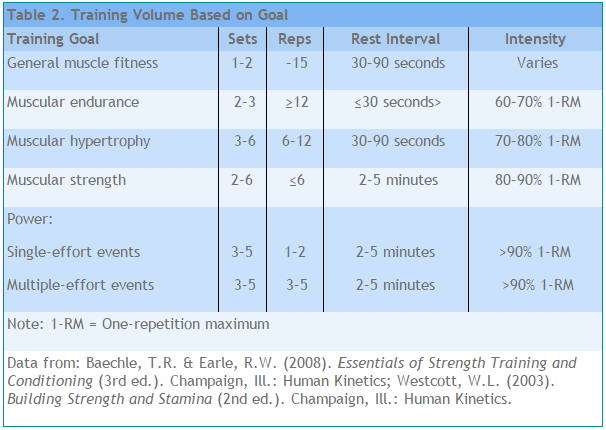 Table 2. Training Volume Based on Goal
Training Goal Sets Reps Rest Interval Intensity
General muscle fitness 1-2 -15 30-90 seconds Varies
Muscular endurance 2-3 ≥12 ≤30 seconds> 60-70% 1-RM
Muscular hypertrophy 3-6 6-12 30-90 seconds 70-80% 1-RM
Muscular strength 2-6 ≤6 2-5 minutes 80-90% 1-RM
Power:
Single-effort events 3-5 1-2 2-5 minutes >90% 1-RM
Multiple-effort events 3-5 3-5 2-5 minutes >90% 1-RM
Note: 1-RM = One-repetition maximum
Data from: Baechle, T.R. & Earle, R.W. (2008). Essentials of Strength Training and
Conditioning (3rd ed.). Champaign, Ill.: Human Kinetics; Westcott, W.L. (2003).
Building Strength and Stamina (2nd ed.). Champaign, Ill.: Human Kinetics.